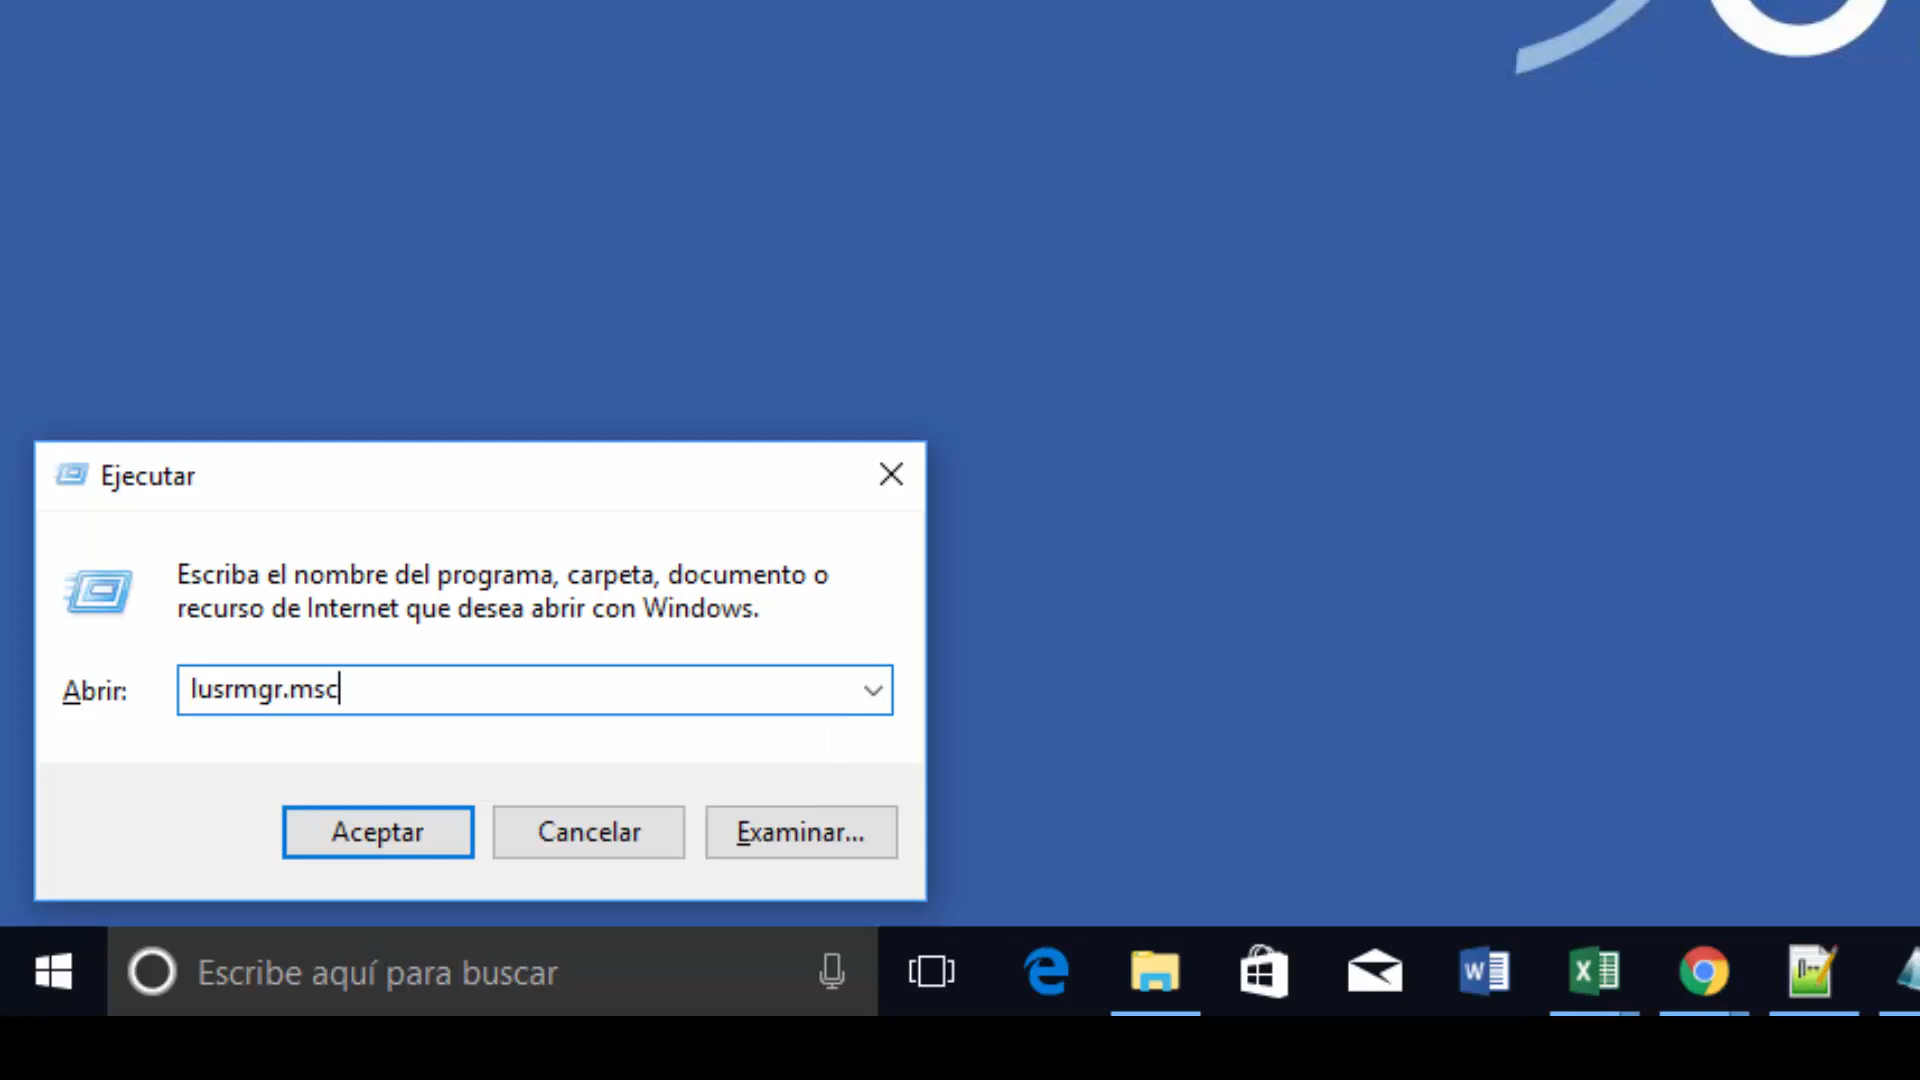 Ejecutar
Escriba el nombre del programa, carpeta, documento o
recurso de Internet que desea abrir con Windows.
Abrir: lusrmgr.msc
Aceptar Cancelar Examinar...
Escribe aquí para buscar